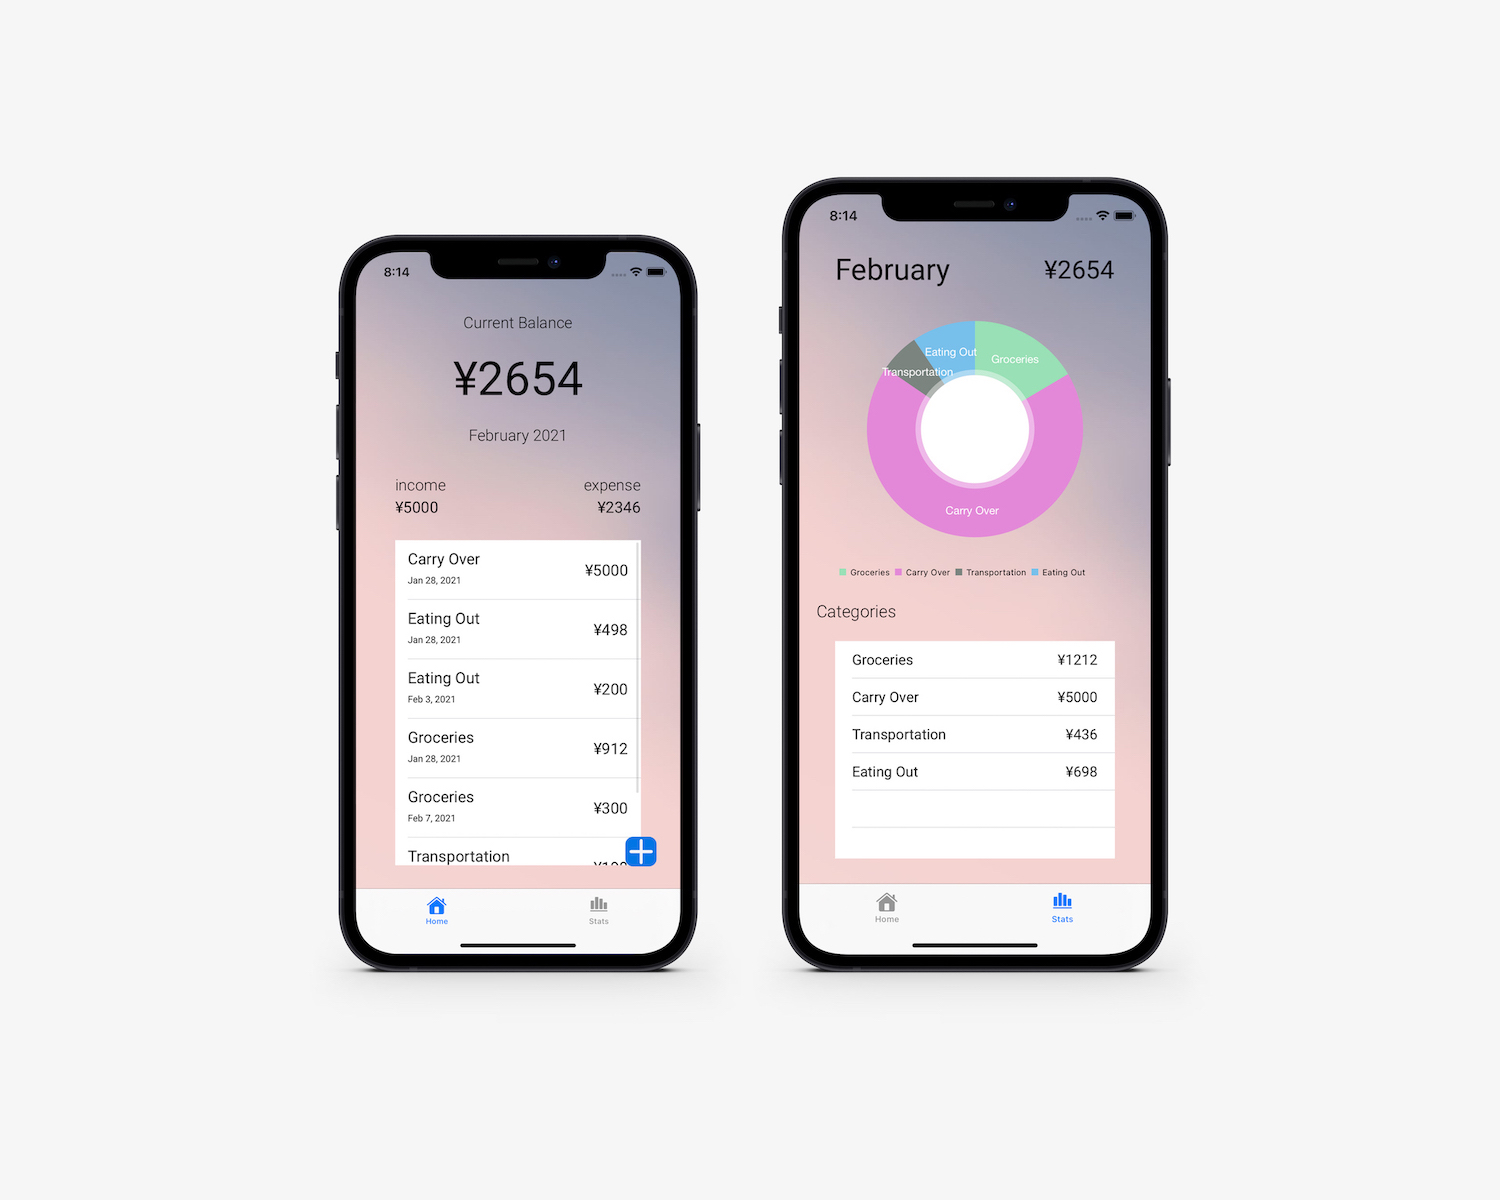 8:14
Current Balance
¥2654
February 2021
income expense
¥5000 ¥2346
Carry Over
Jan 28, 2021
¥5000
Eating Out
Jan 28, 2021
¥498
Eating Out
Feb 3, 2021
¥200
Groceries
Jan 28, 2021
¥912
Groceries
Feb 7, 2021
¥300
Transportation
Home Stats
8:14
February ¥2654
Eating Out
Groceries
Transportation
Carry Over
Groceries Carry Over Transportation Eating Out
Categories
Groceries ¥1212
Carry Over ¥5000
Transportation ¥436
Eating Out ¥698
Home Stats